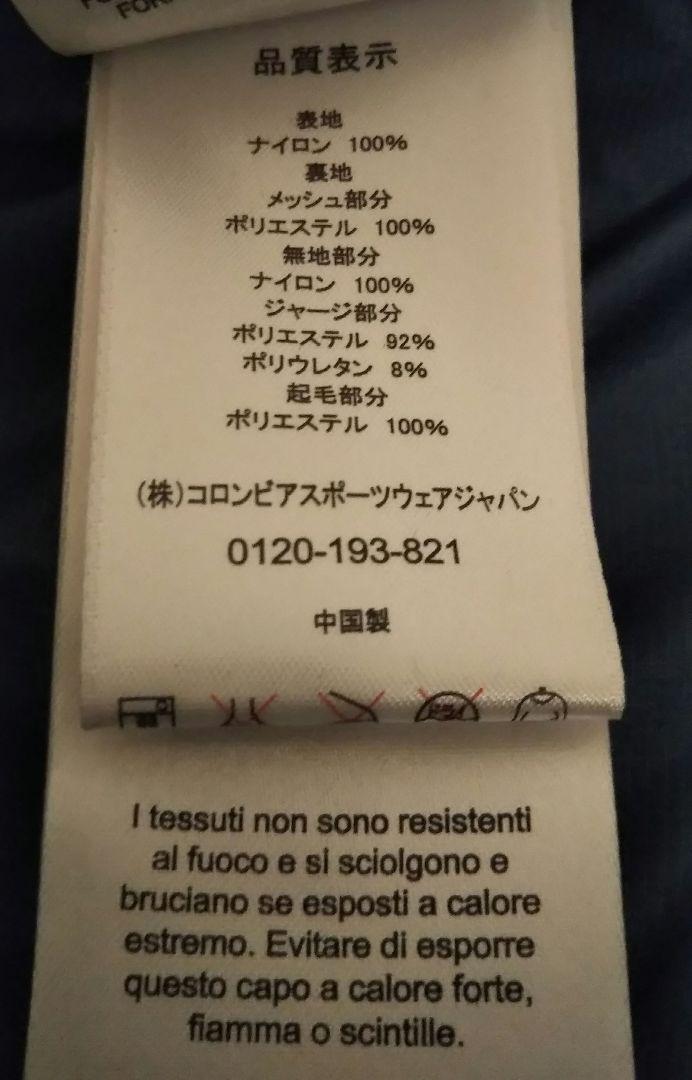 品質表示
表地
ナイロン 100%
裏地
メッシュ部分
ポリエステル 100%
無地部分
ナイロン 100%
ジャージ部分
ポリエステル 92%
ポリウレタン 8%
起毛部分
ポリエステル 100%
(株)コロンビアスポーツウェアジャパン
0120-193-821
中国製
I tessuti non sono resistenti
al fuoco e si sciolgono e
bruciano se esposti a calore
estremo. Evitare di esporre
questo capo a calore forte,
fiamma o scintille.